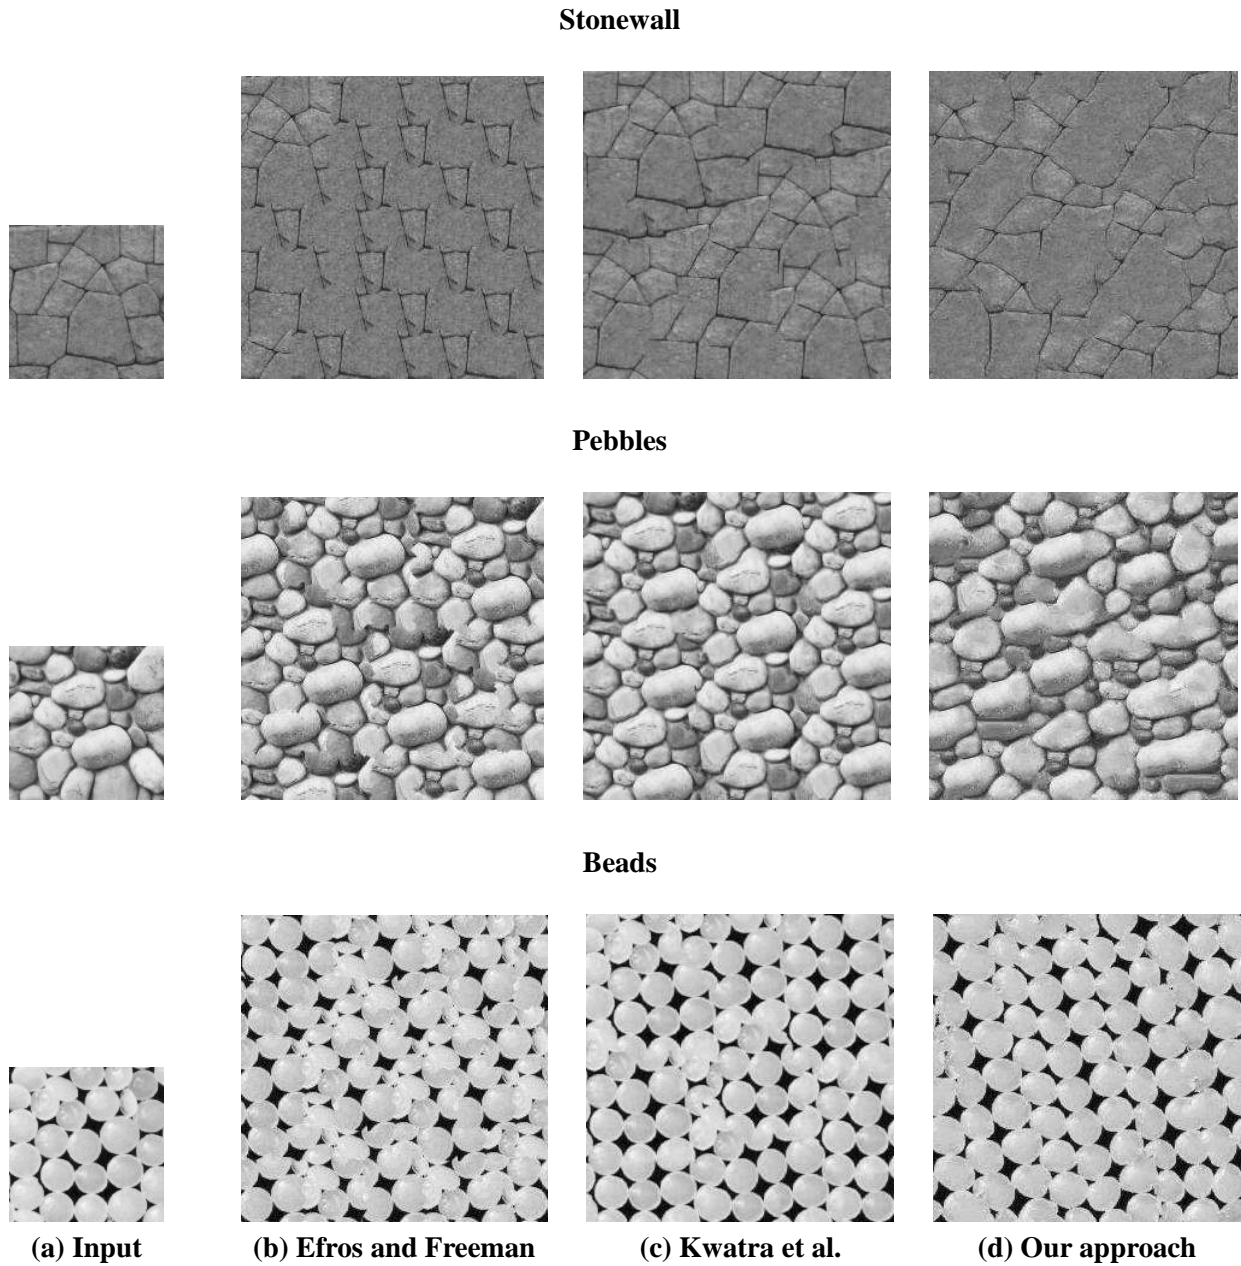 Stonewall
Pebbles
Beads
(a) Input
(b) Efros and Freeman
(c) Kwatra et al.
(d) Our approach